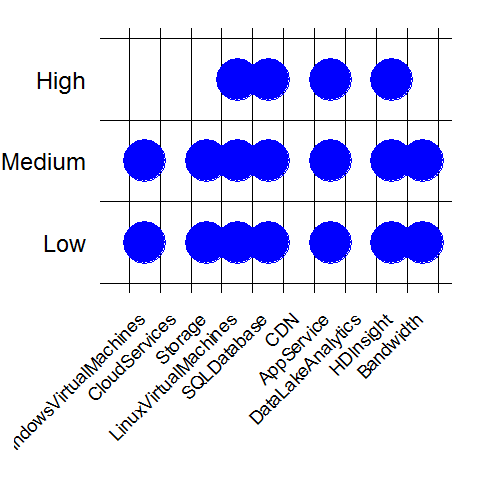 High
Medium
Low
ndowsVirtualMachines
CloudServices
Storage
LinuxVirtualMachines
SQLDatabase
CDN
AppService
DataLakeAnalytics
HDInsight
Bandwidth